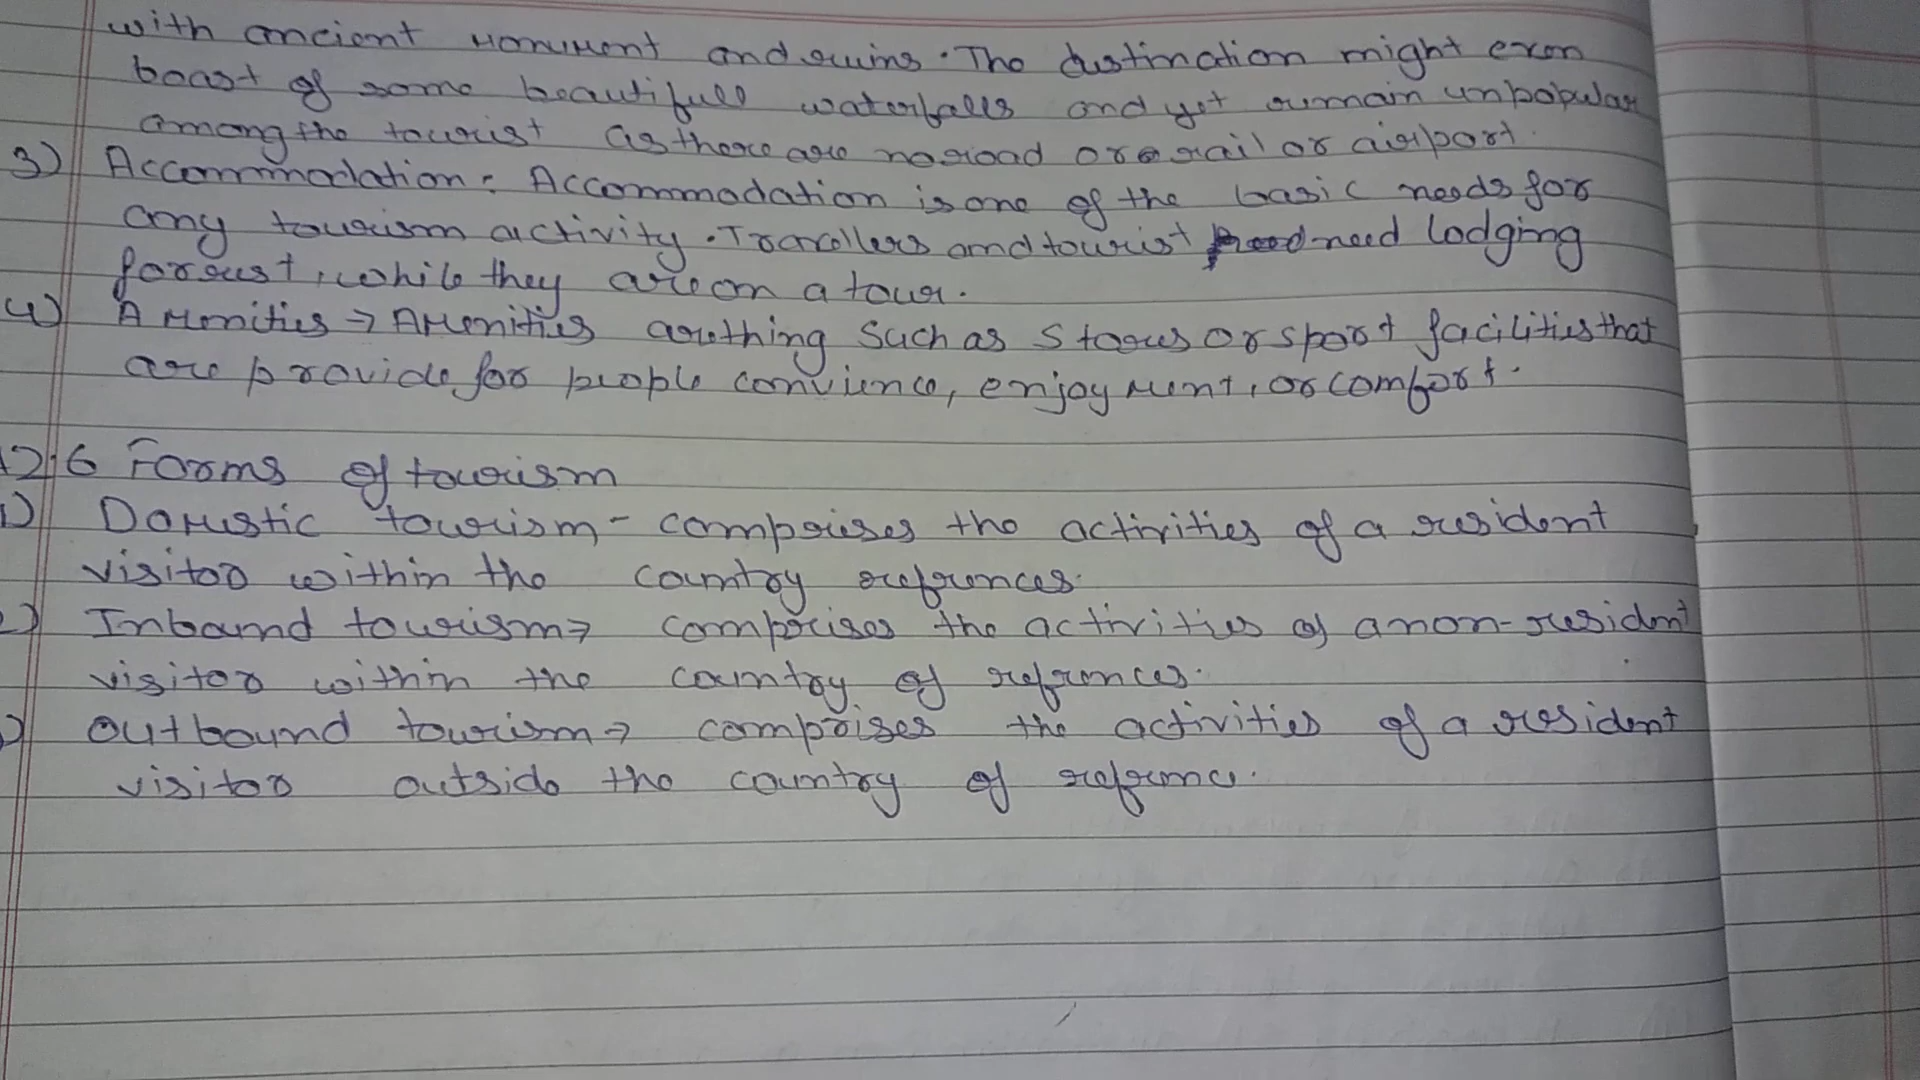 with ancient monument and ruins. The destination might even
boast of some beautifull waterfalls and yet remain unpopular
among the tourist as there are no road or a rail or airport.
3) Accommodation: Accommodation is one of the basic needs for
any tourism activity. Travellers and tourist need lodging
for rest, while they are on a tour.
4) Amenities → Amenities are thing such as stores or sport facilities that
are provide for people convience, enjoyment, or comfort.
1.2.6 Forms of tourism
1) Domestic tourism - comprises the activities of a resident
visitor within the country references.
2) Inbound tourism → comprises the activities of a non-resident
visitor within the country of refrences.
) Outbound tourism → comprises the activities of a resident
visitor outside the country of refrence.